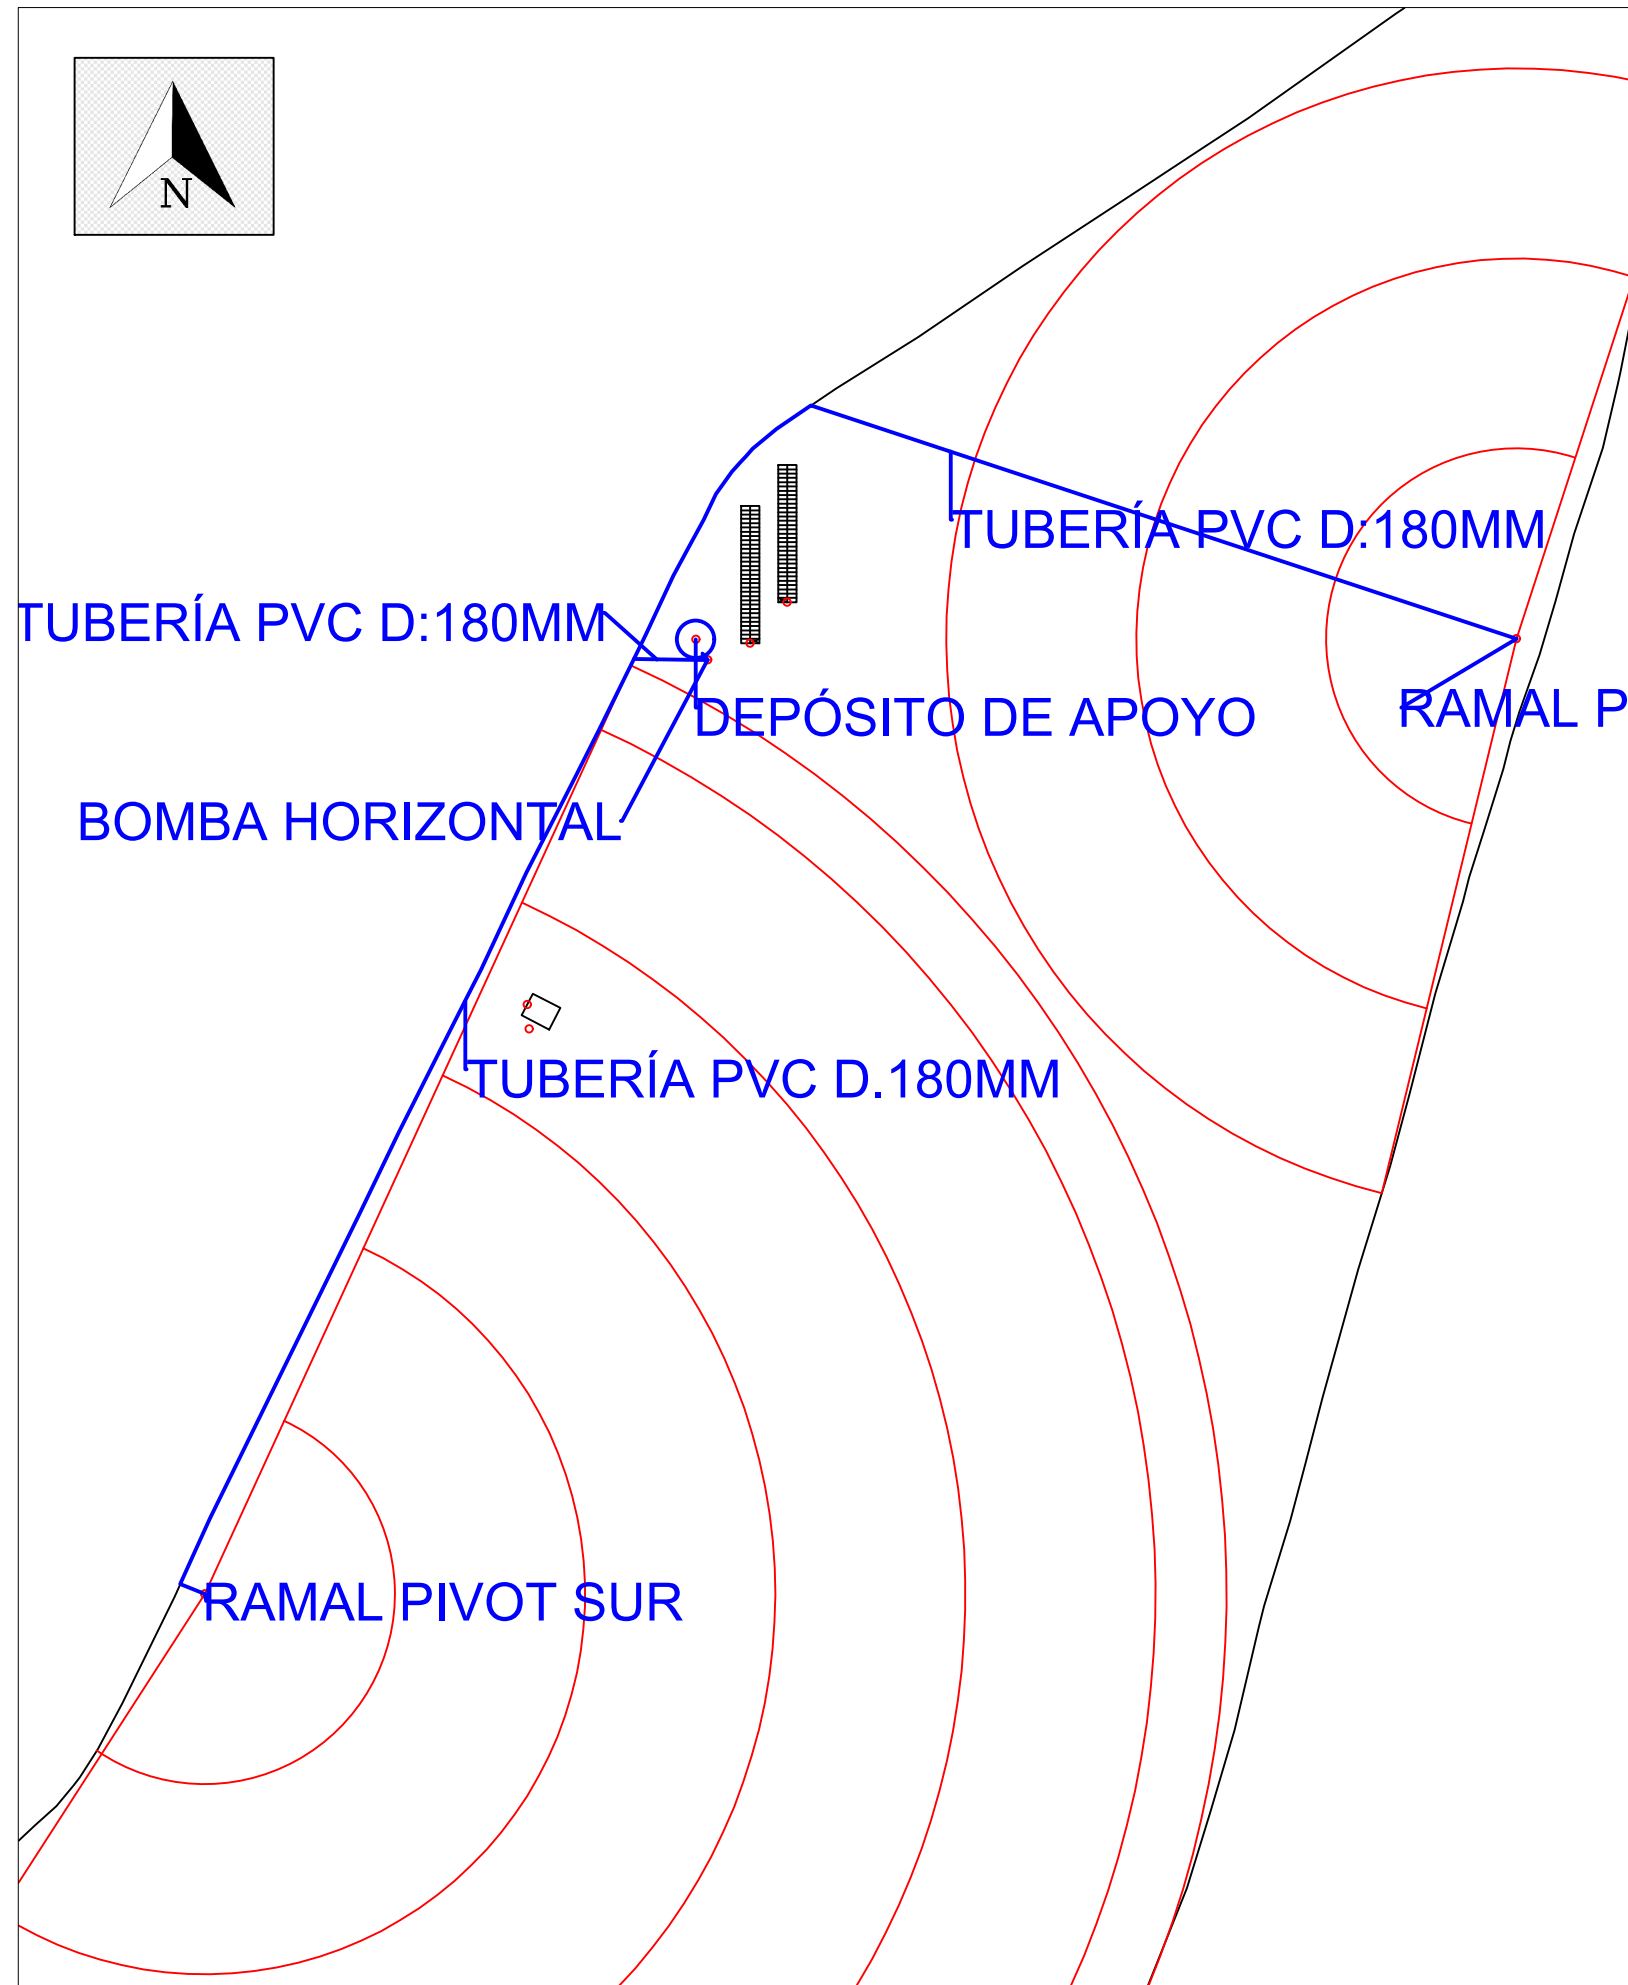 N
TUBERÍA PVC D:180MM
TUBERÍA PVC D:180MM
DEPÓSITO DE APOYO
RAMAL P
BOMBA HORIZONTAL
TUBERÍA PVC D.180MM
RAMAL PIVOT SUR